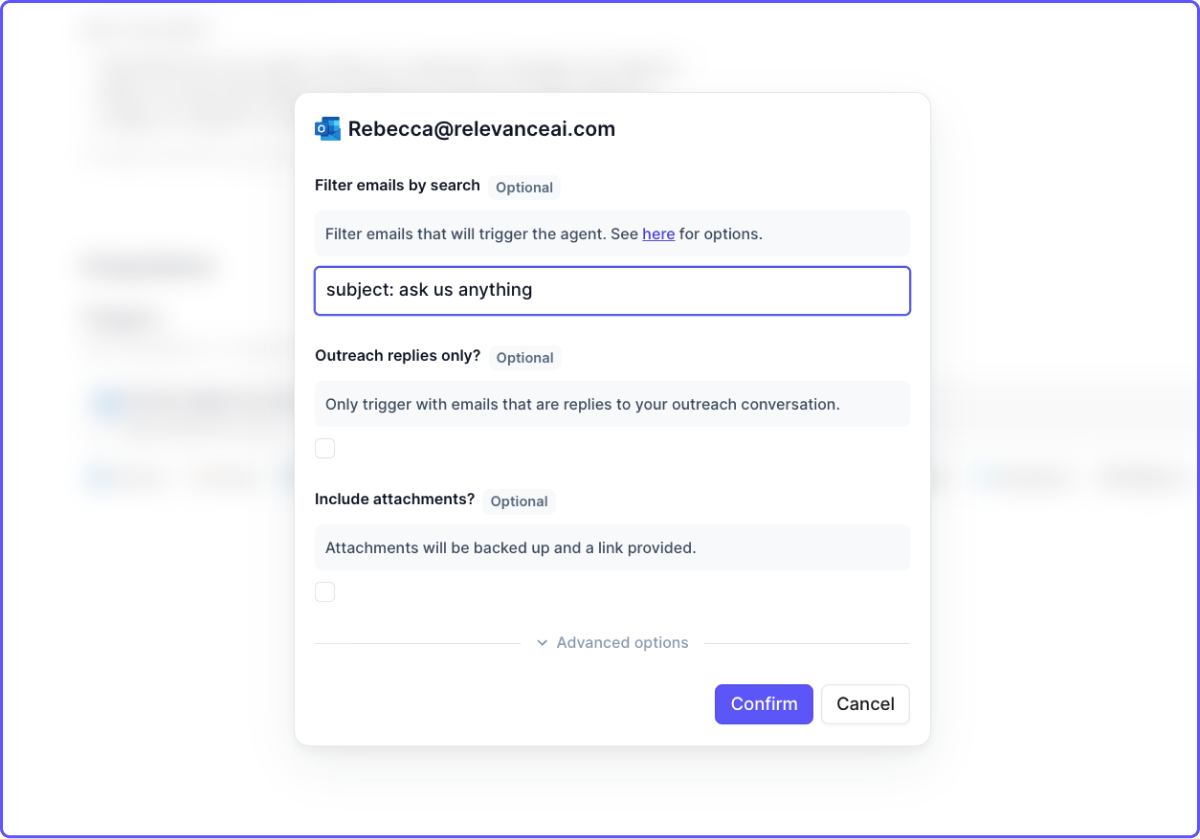 Rebecca@relevanceai.com
Filter emails by search Optional
Filter emails that will trigger the agent. See here for options.
subject: ask us anything
Outreach replies only? Optional
Only trigger with emails that are replies to your outreach conversation.
Include attachments? Optional
Attachments will be backed up and a link provided.
Advanced options
Confirm Cancel